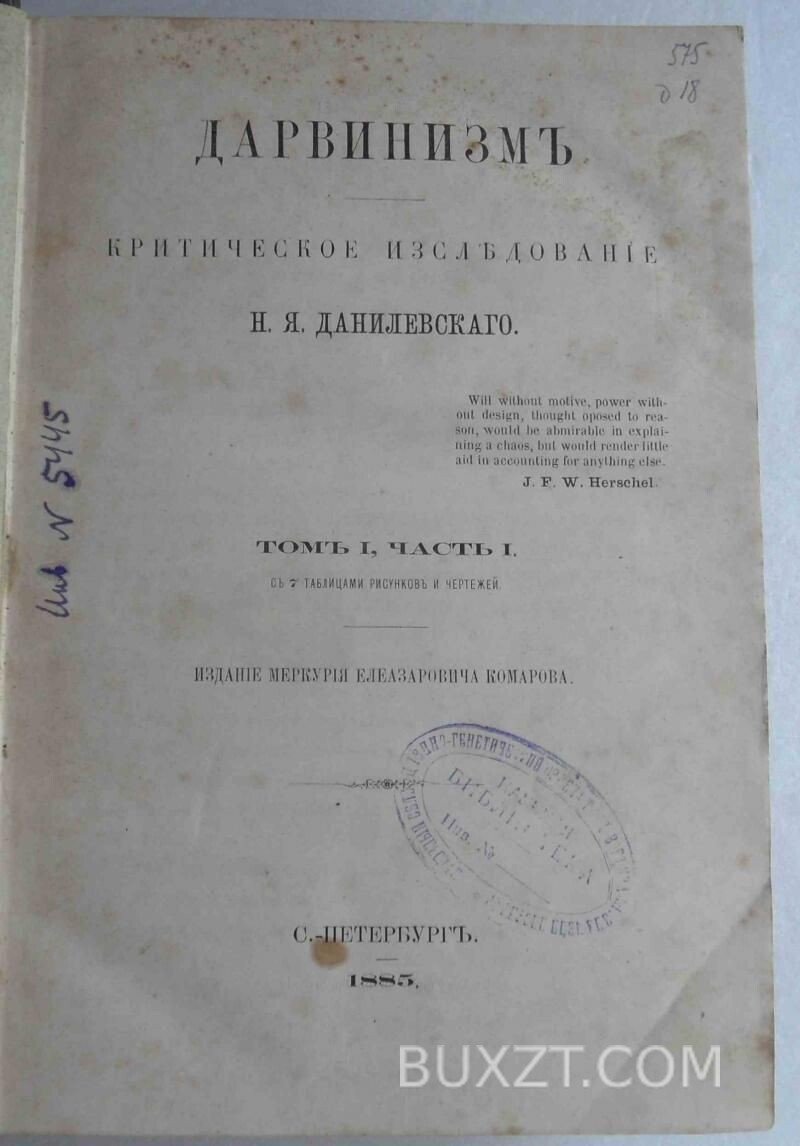 575
д 18
ДАРВИНИЗМЪ
КРИТИЧЕСКОЕ ИЗСЛѢДОВАНІЕ
Н. Я. ДАНИЛЕВСКАГО.
Will without motive, power with-
out design, thought oposed to rea-
son, would be abmirable in explai-
ning a chaos, but would render little
aid in accounting for anything else.
J. F. W. Herschel.
ТОМЪ I, ЧАСТЬ I.
СЪ 7 ТАБЛИЦАМИ РИСУНКОВЪ И ЧЕРТЕЖЕЙ.
ИЗДАНІЕ МЕРКУРІЯ ЕЛЕАЗАРОВИЧА КОМАРОВА.
БИБЛИОТЕКА
Инв. №
С.-ПЕТЕРБУРГЪ.
1885.
Инв N 5445
BUXZT.COM